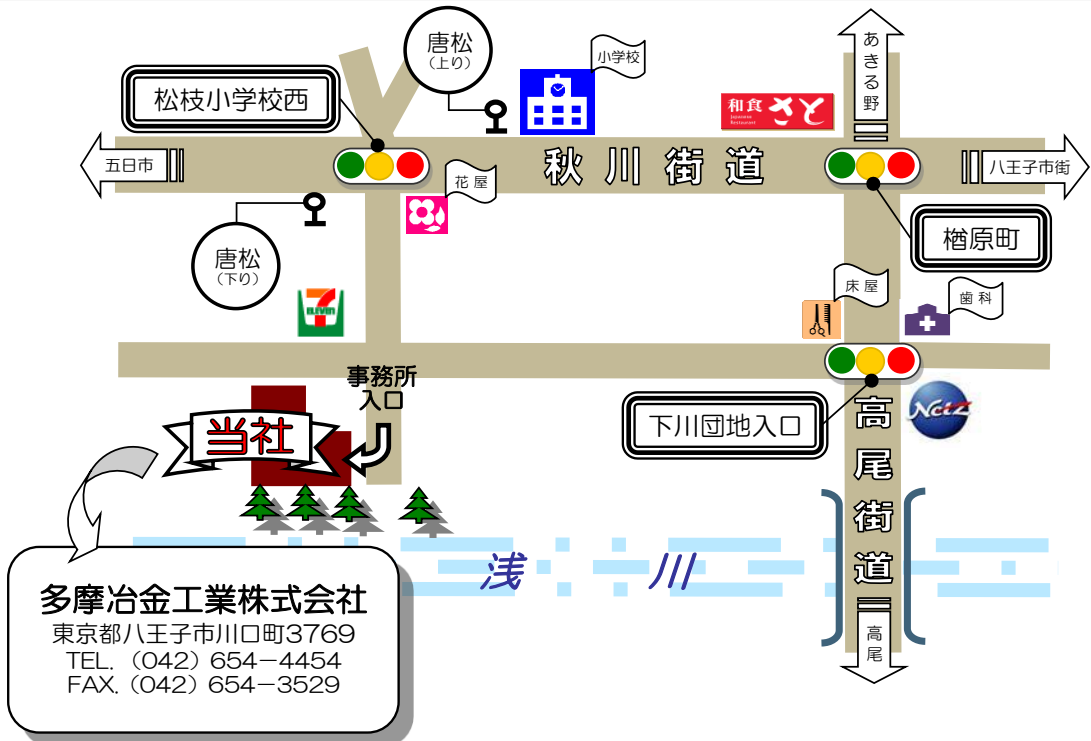 唐松
(上り)
小学校
あきる野
松枝小学校西
和食 さと
Japanese
Restaurant
五日市
花屋
秋川街道
八王子市街
唐松
(下り)
楢原町
床屋
歯科
7
ELEVEN
事務所
入口
当社
下川団地入口
Netz
高尾街道
浅川
高尾
多摩冶金工業株式会社
東京都八王子市川口町3769
TEL. (042) 654-4454
FAX. (042) 654-3529